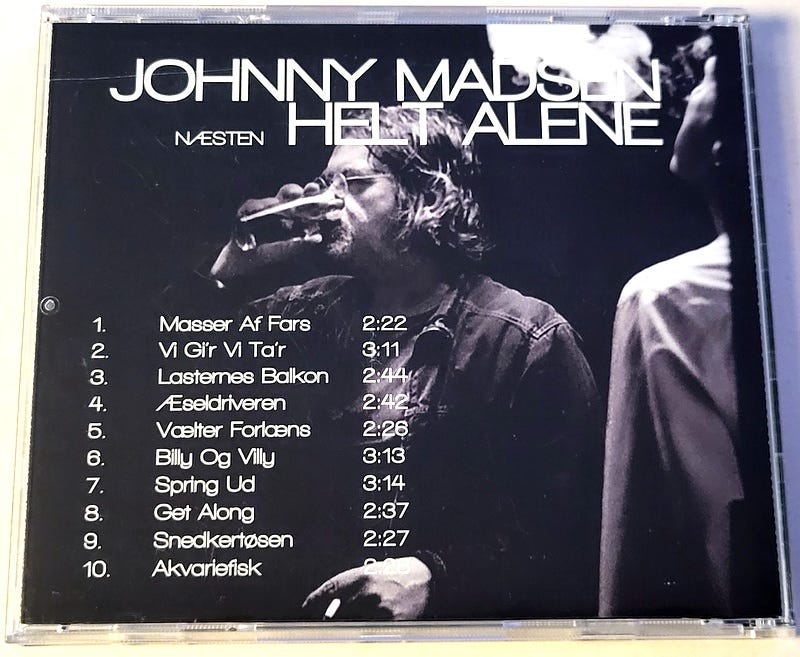 JOHNNY MADSEN
NÆSTEN HELT ALENE
1. Masser Af Fars 2:22
2. Vi Gi'r Vi Ta'r 3:11
3. Lasternes Balkon 2:44
4. Æseldriveren 2:42
5. Vælter Forlæns 2:26
6. Billy Og Villy 3:13
7. Spring Ud 3:14
8. Get Along 2:37
9. Snedkertøsen 2:27
10. Akvariefisk